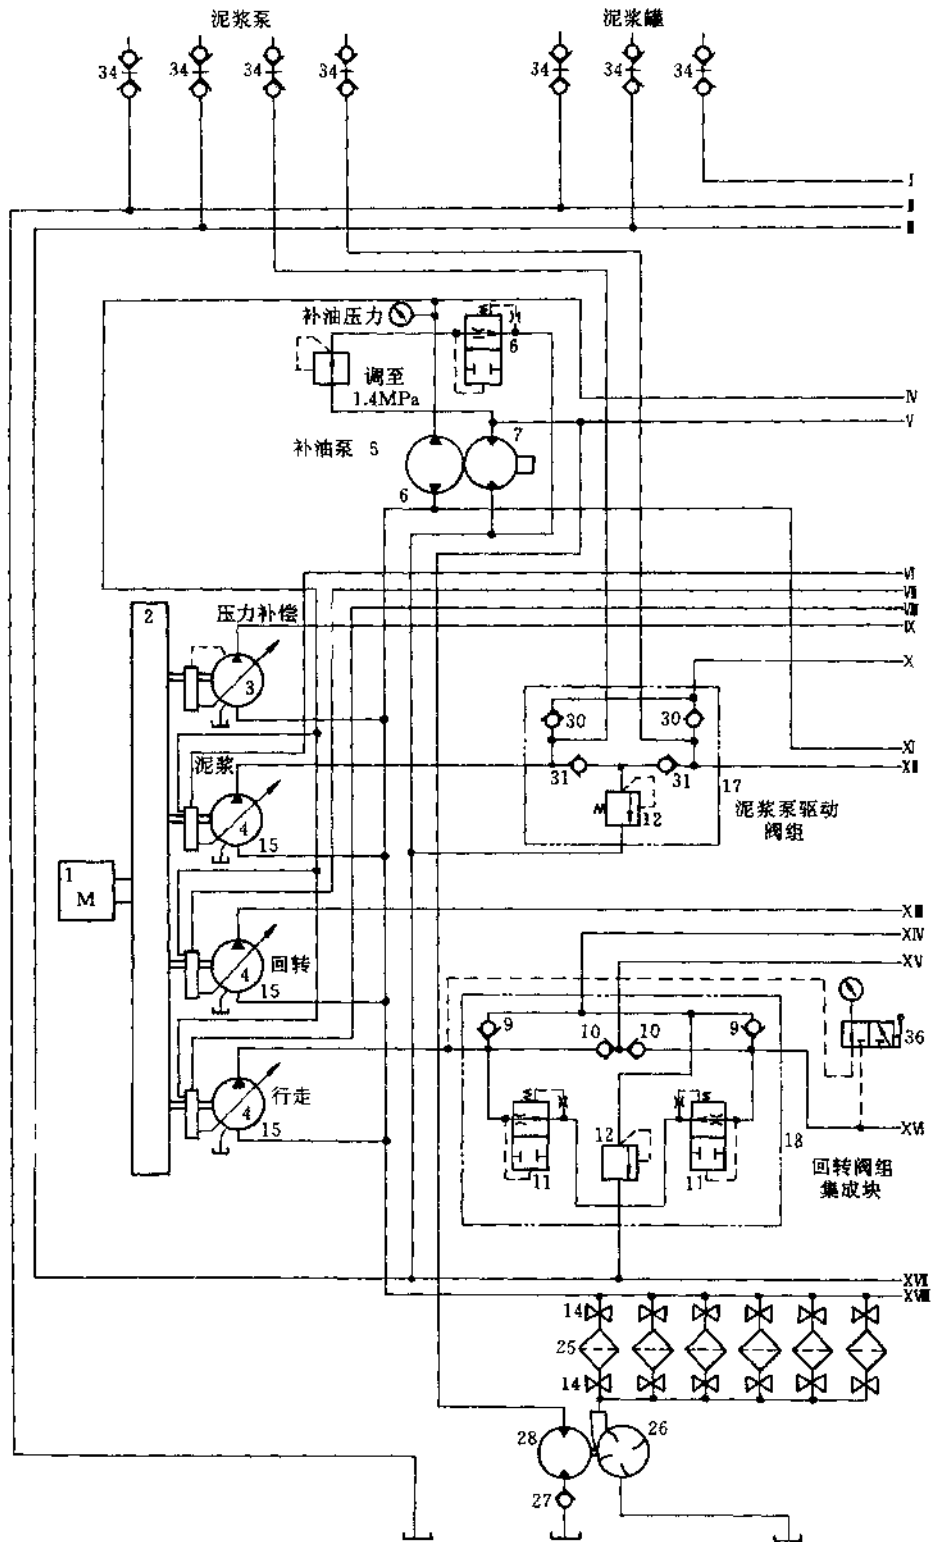 泥浆泵
泥浆罐
34
34
34
34
34
34
34
I
II
III
补油压力
6
调至
1.4MPa
IV
V
7
补油泵 5
6
VI
VII
VIII
IX
2
压力补偿
3
X
30
30
泥浆
XI
XII
31
31
17
4
12
泥浆泵驱动
阀组
15
1
M
XIII
XIV
回转
4
XV
15
9
10
10
9
36
行走
4
15
12
18
XVI
11
11
回转阀组
集成块
XVII
XVIII
14
25
14
28
26
27